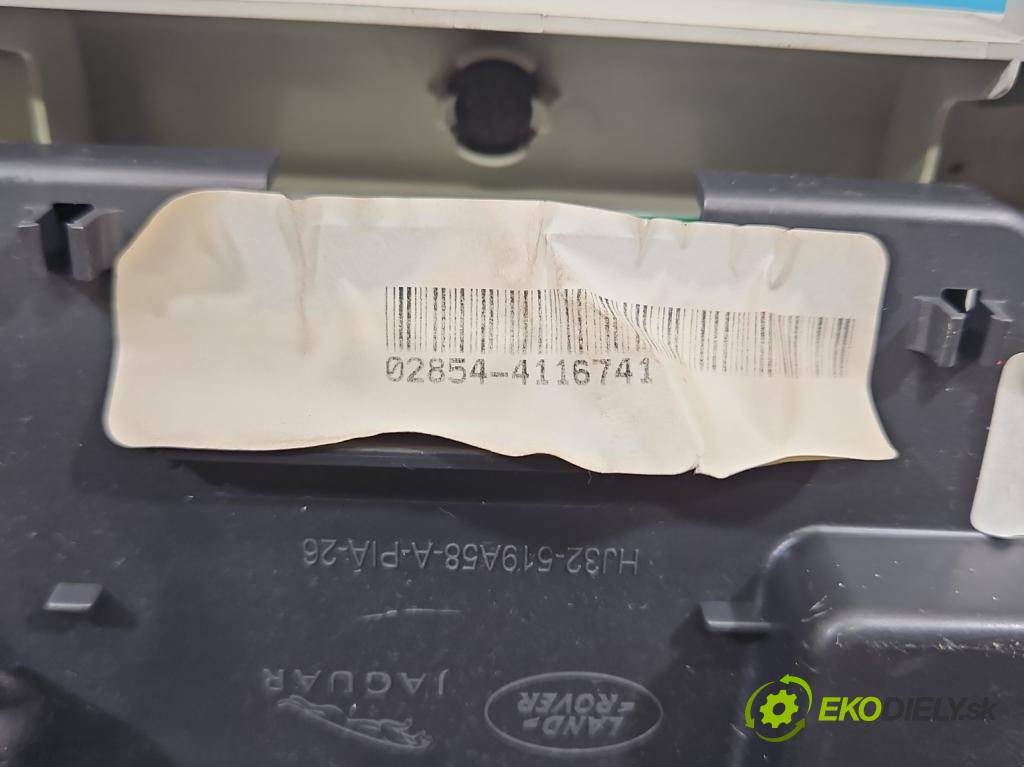 02854-4116741
HJ32-519A58-A-PIA-26
JAGUAR
LAND-
-ROVER
EKODIELY.sk